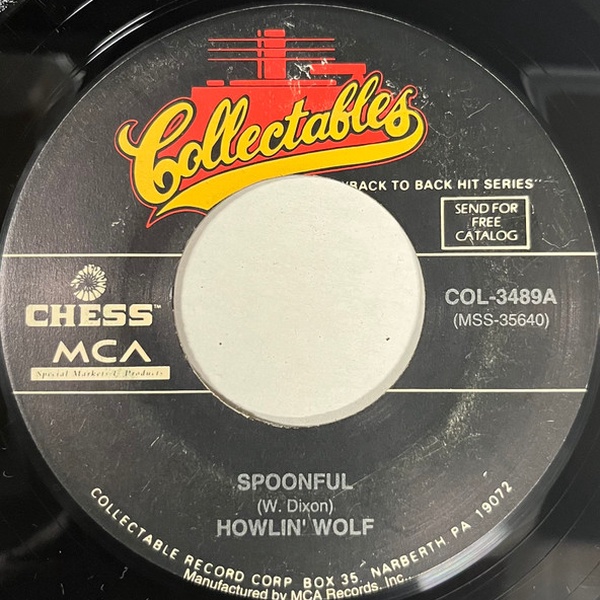 Collectables
"BACK TO BACK HIT SERIES"
SEND FOR
FREE
CATALOG
CHESS™
MCA
Special Markets & Products
COL-3489A
(MSS-35640)
SPOONFUL
(W. Dixon)
HOWLIN' WOLF
COLLECTABLE RECORD CORP BOX 35, NARBERTH PA 19072
Manufactured by MCA Records. Inc.